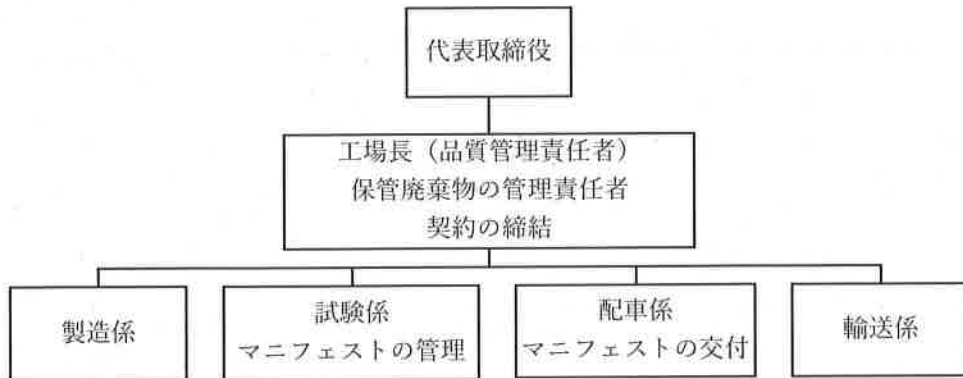 代表取締役
工場長（品質管理責任者）
保管廃棄物の管理責任者
契約の締結
製造係
試験係
マニフェストの管理
配車係
マニフェストの交付
輸送係